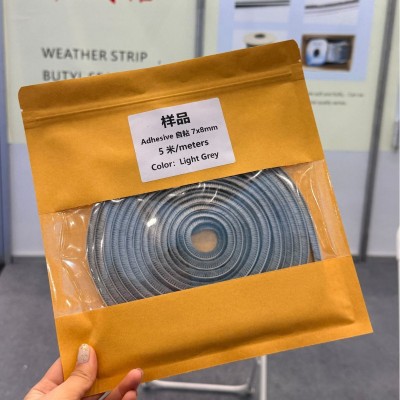 WEATHER STRIP
样品
Adhesive 自粘 7x8mm
5 米/meters
Color: Light Grey